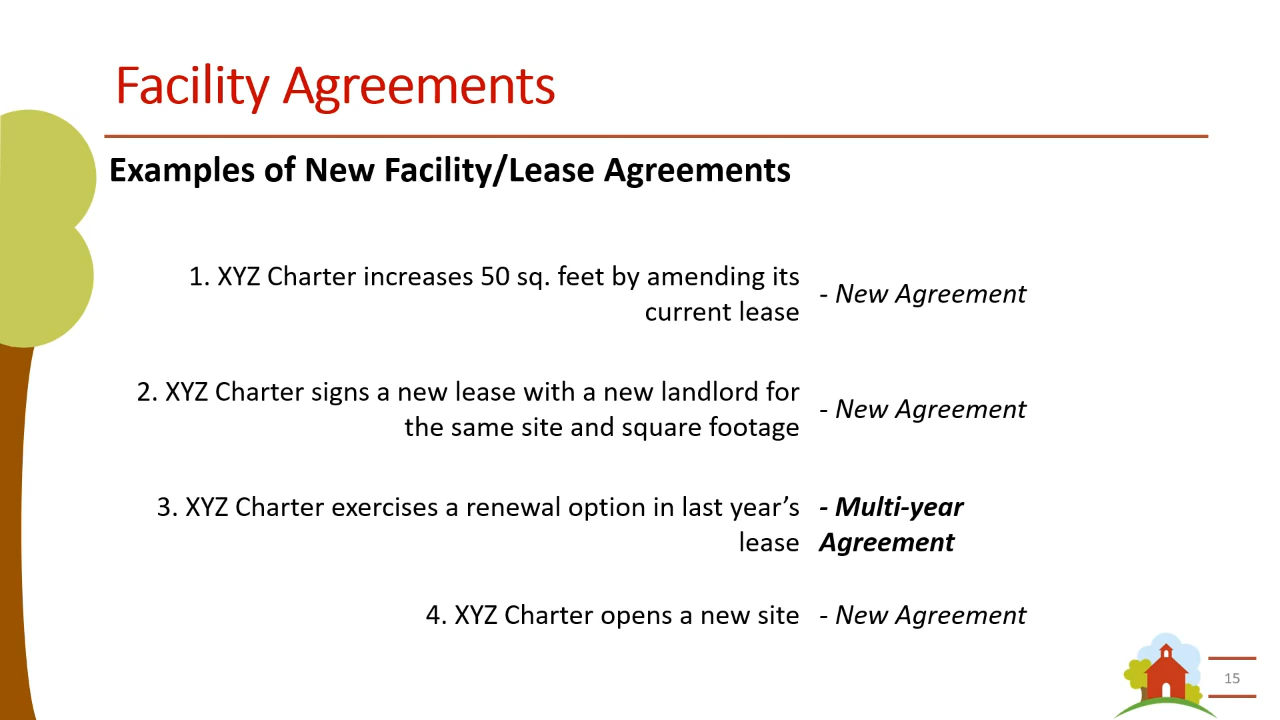 Facility Agreements
Examples of New Facility/Lease Agreements
1. XYZ Charter increases 50 sq. feet by amending its
current lease
- New Agreement
2. XYZ Charter signs a new lease with a new landlord for
the same site and square footage
- New Agreement
3. XYZ Charter exercises a renewal option in last year’s
lease
- Multi-year
Agreement
4. XYZ Charter opens a new site
- New Agreement
15